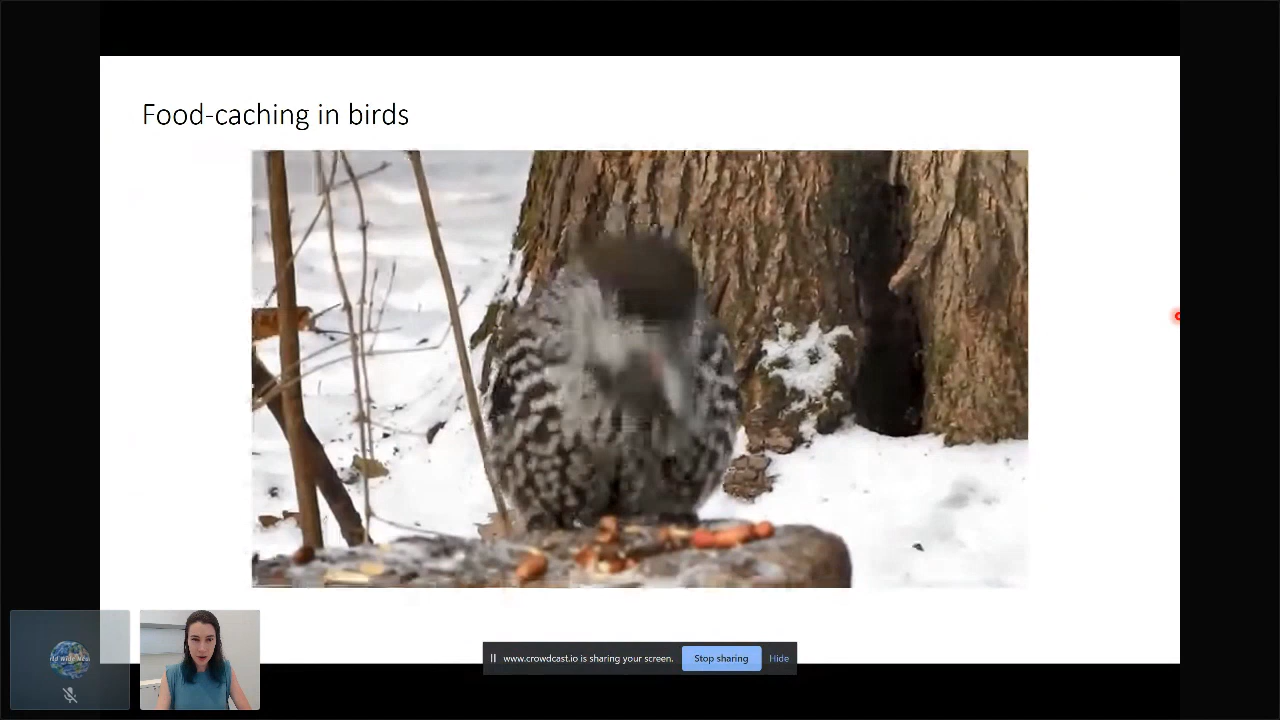 Food-caching in birds
www.crowdcast.io is sharing your screen.
Stop sharing
Hide